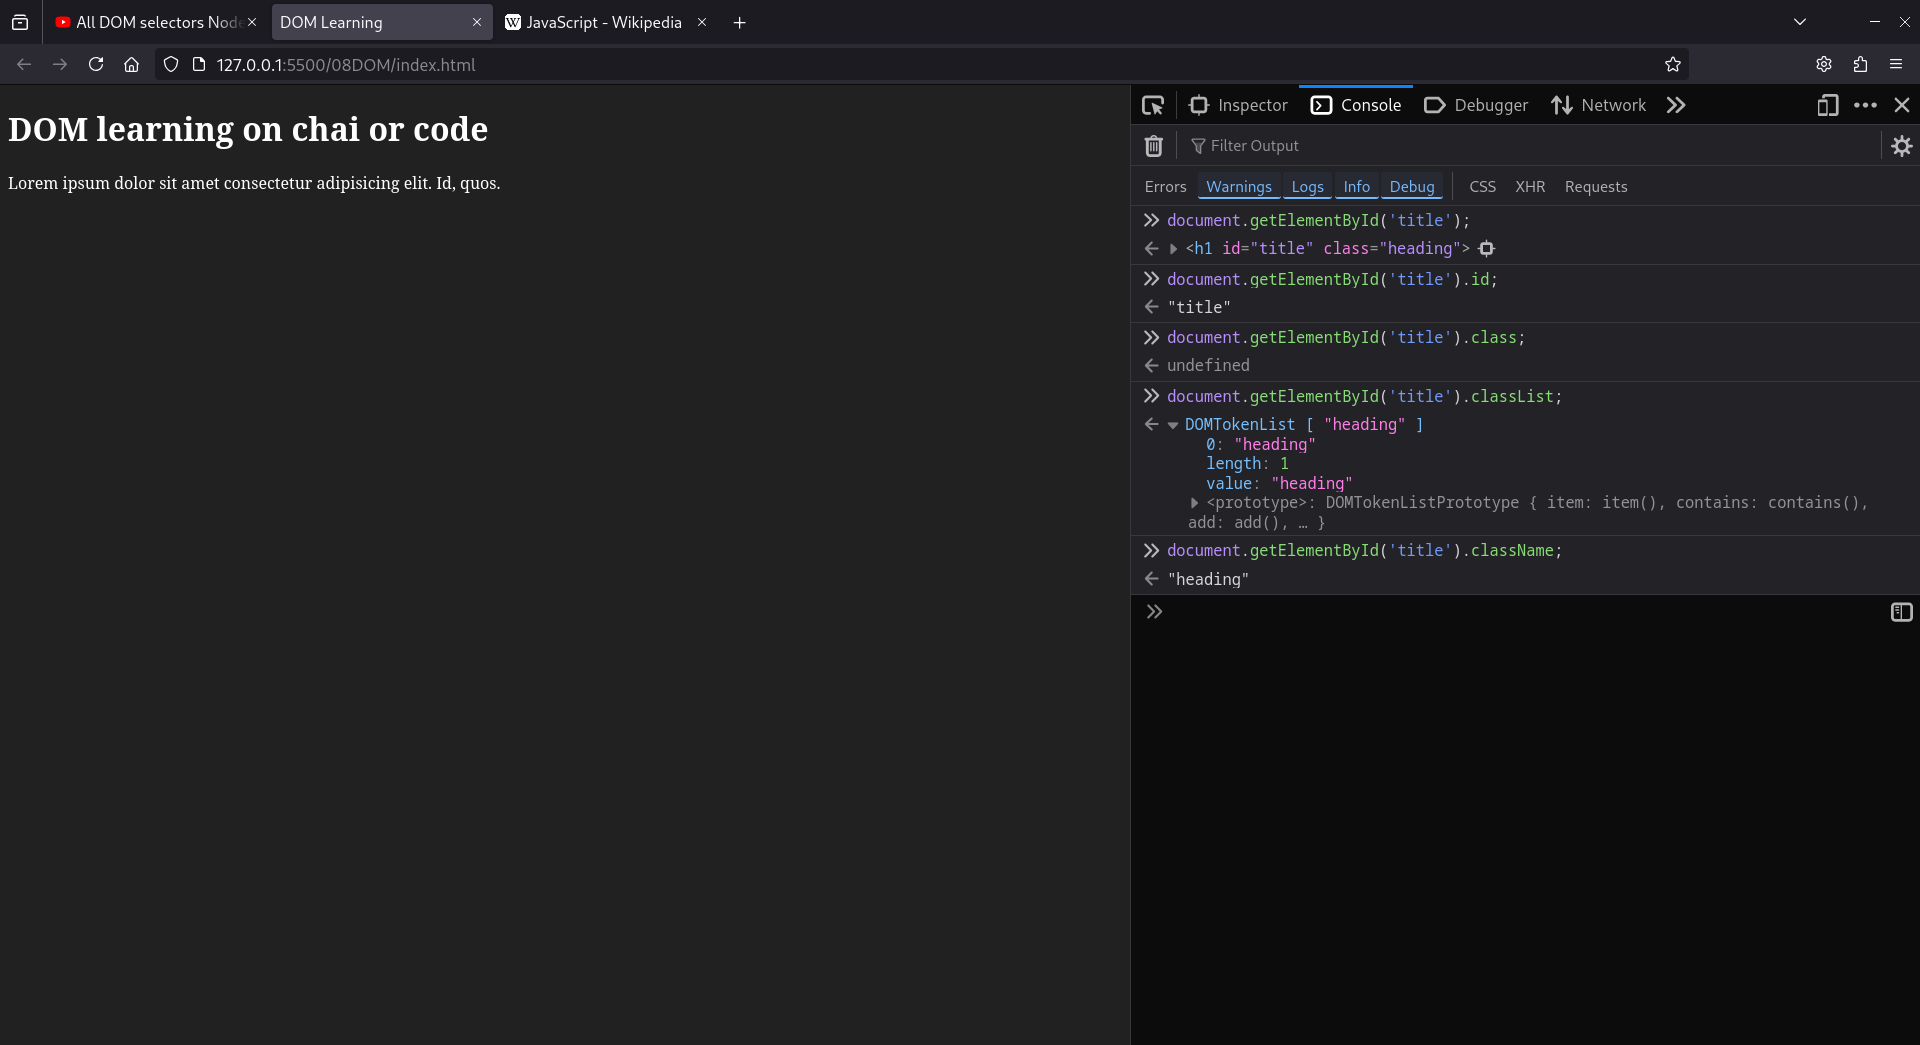 All DOM selectors Node
DOM Learning
JavaScript - Wikipedia
127.0.0.1:5500/08DOM/index.html
DOM learning on chai or code
Lorem ipsum dolor sit amet consectetur adipisicing elit. Id, quos.
Inspector
Console
Debugger
Network
Filter Output
Errors
Warnings
Logs
Info
Debug
CSS
XHR
Requests
document.getElementById('title');
<h1 id="title" class="heading">
document.getElementById('title').id;
"title"
document.getElementById('title').class;
undefined
document.getElementById('title').classList;
DOMTokenList [ "heading" ]
0: "heading"
length: 1
value: "heading"
<prototype>: DOMTokenListPrototype { item: item(), contains: contains(),
add: add(), … }
document.getElementById('title').className;
"heading"